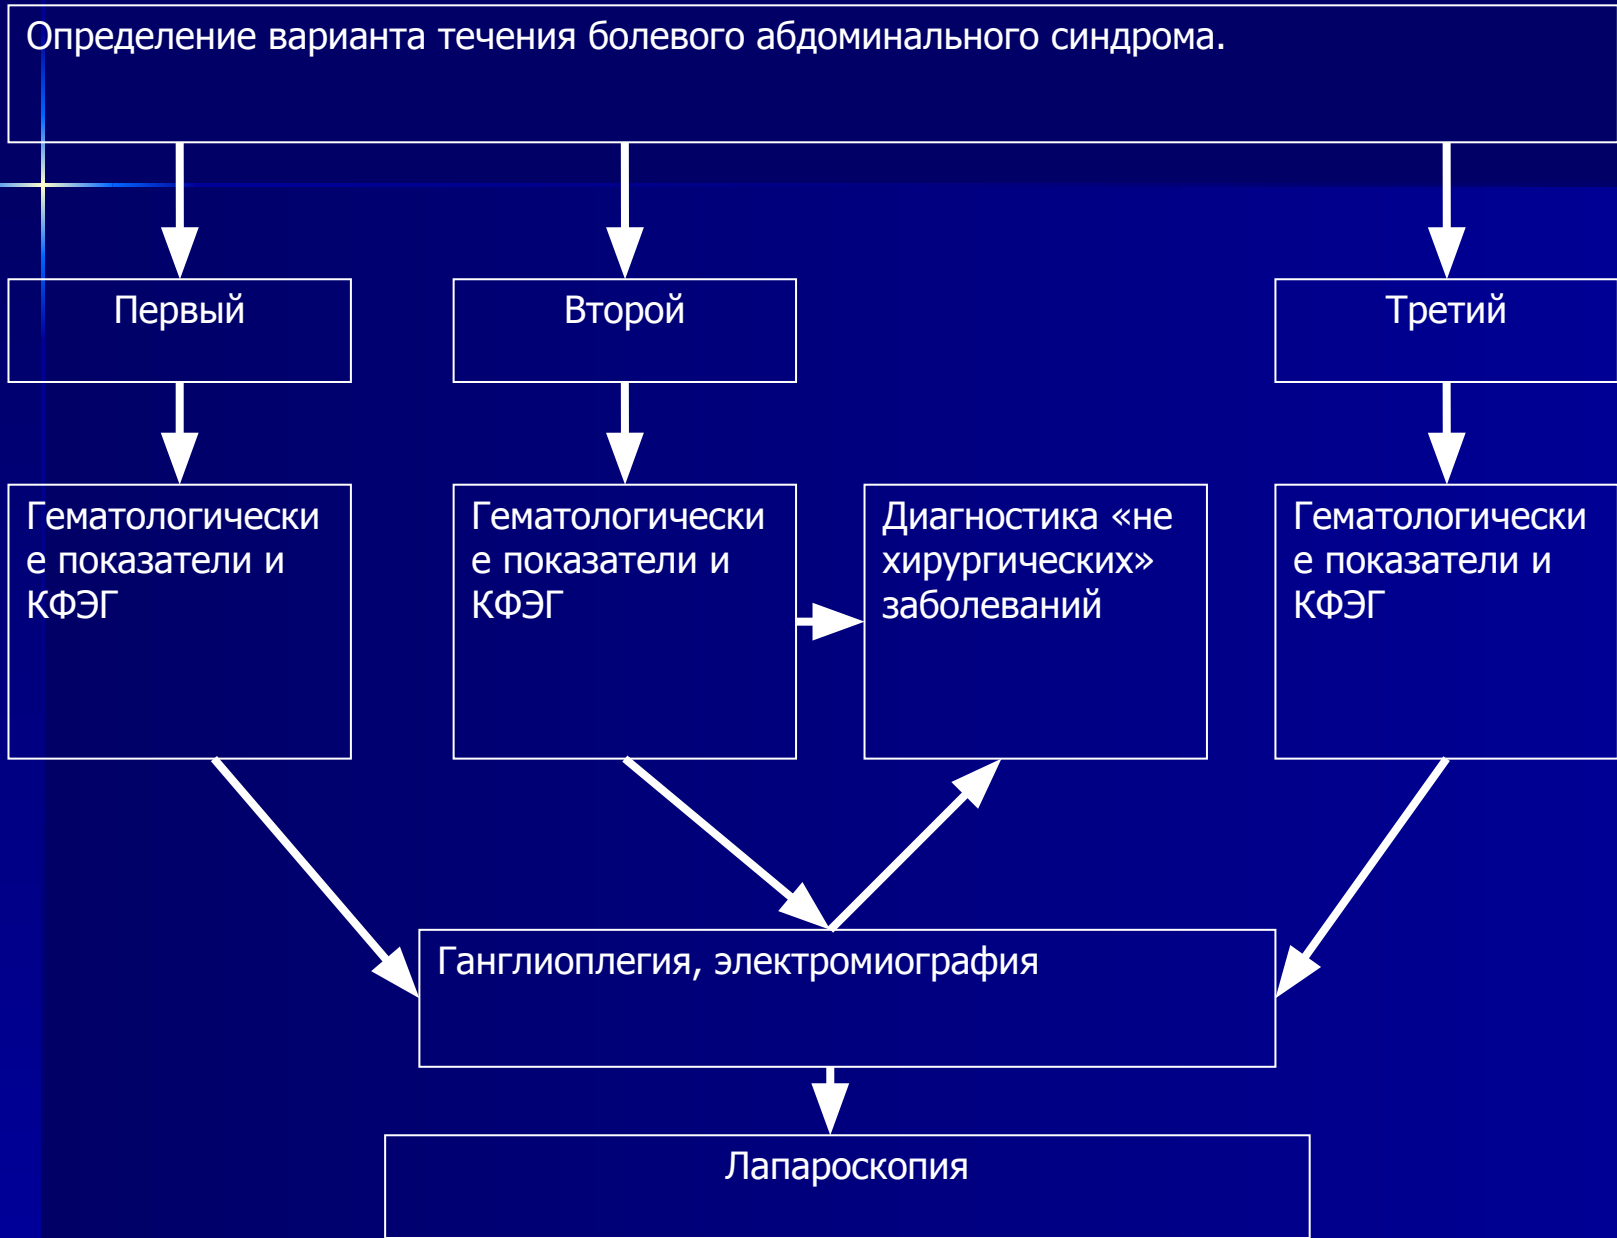 Определение варианта течения болевого абдоминального синдрома.
Первый
Второй
Третий
Гематологически
е показатели и
КФЭГ
Гематологически
е показатели и
КФЭГ
Диагностика «не
хирургических»
заболеваний
Гематологически
е показатели и
КФЭГ
Ганглиоплегия, электромиография
Лапароскопия